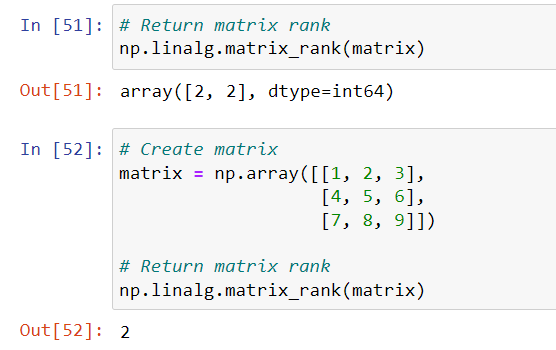 In [51]: # Return matrix rank
np.linalg.matrix_rank(matrix)
Out[51]: array([2, 2], dtype=int64)
In [52]: # Create matrix
matrix = np.array([[1, 2, 3],
[4, 5, 6],
[7, 8, 9]])
# Return matrix rank
np.linalg.matrix_rank(matrix)
Out[52]: 2